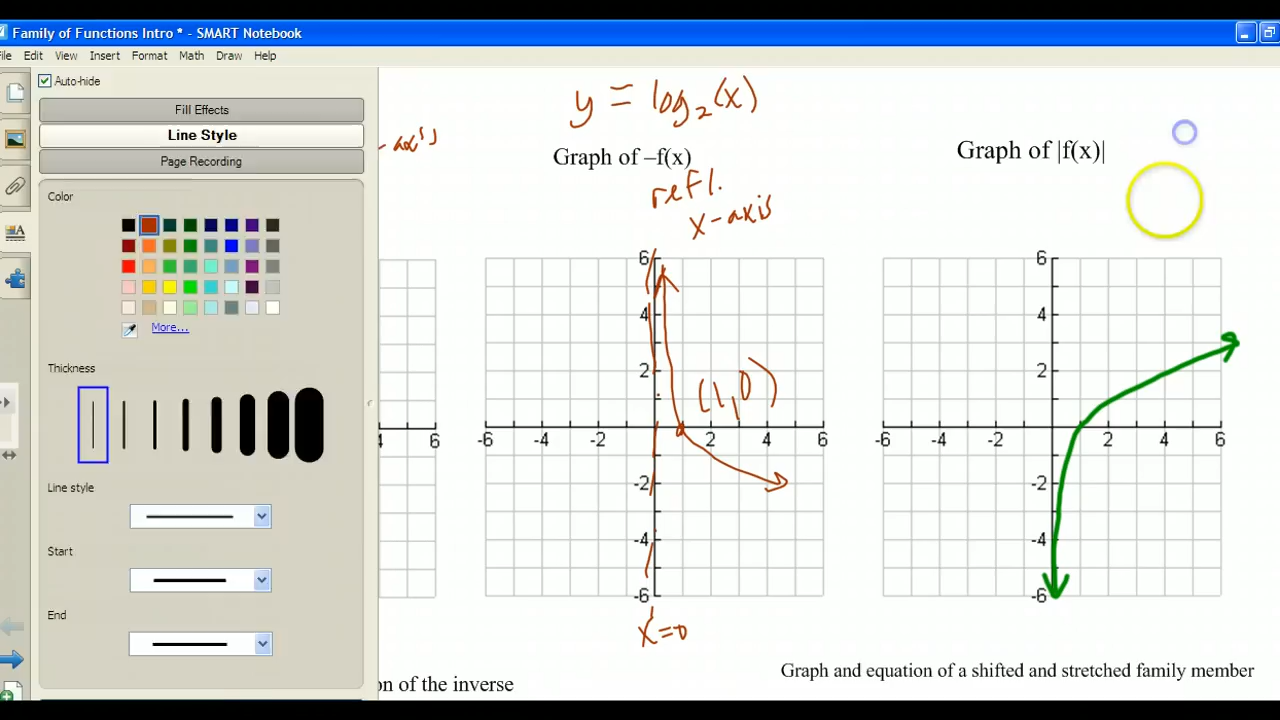 Family of Functions Intro * - SMART Notebook
File Edit View Insert Format Math Draw Help
Auto-hide
Fill Effects
Line Style
Page Recording
Color
More...
Thickness
Line style
Start
End
y = log₂(x)
- axis
Graph of –f(x)
refl.
x-axis
6
4
2
-6 -4 -2 2 4 6
-2
-4
-6
(1,0)
x=0
6
Graph of |f(x)|
6
4
2
-6 -4 -2 2 4 6
-2
-4
-6
4 6
on of the inverse
Graph and equation of a shifted and stretched family member